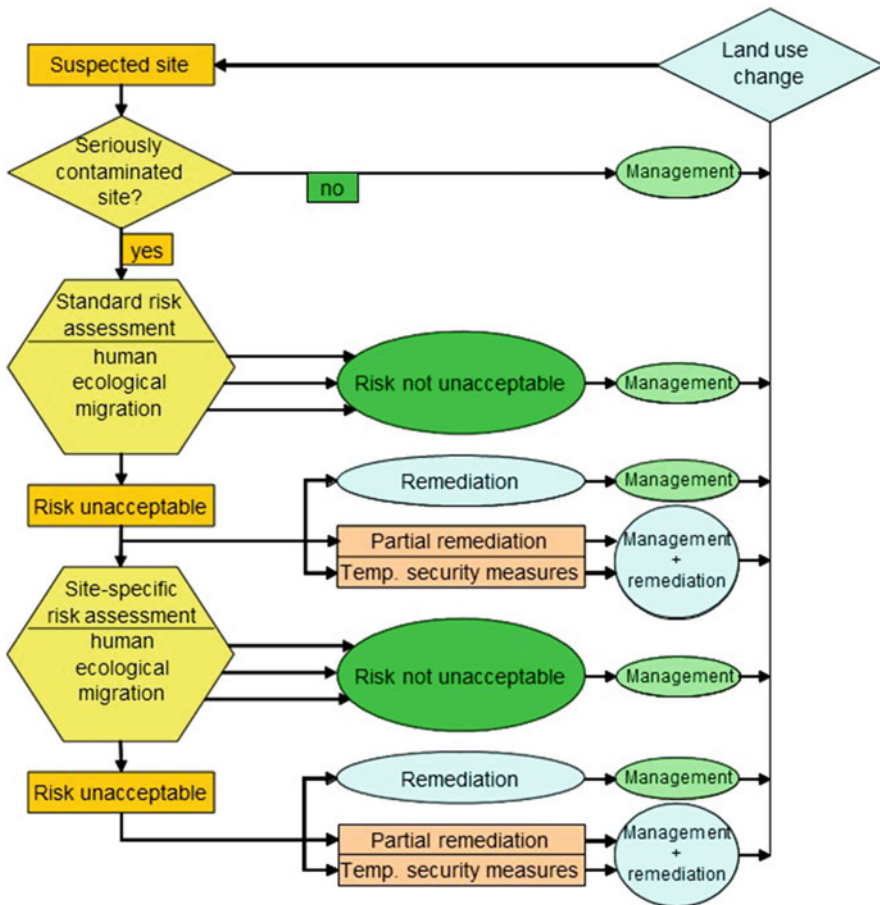 Suspected site
Land use
change
Seriously
contaminated
site?
no
Management
yes
Standard risk
assessment
human
ecological
migration
Risk not unacceptable
Management
Risk unacceptable
Remediation
Management
Partial remediation
Temp. security measures
Management
+
remediation
Site-specific
risk assessment
human
ecological
migration
Risk not unacceptable
Management
Risk unacceptable
Remediation
Management
Partial remediation
Temp. security measures
Management
+
remediation